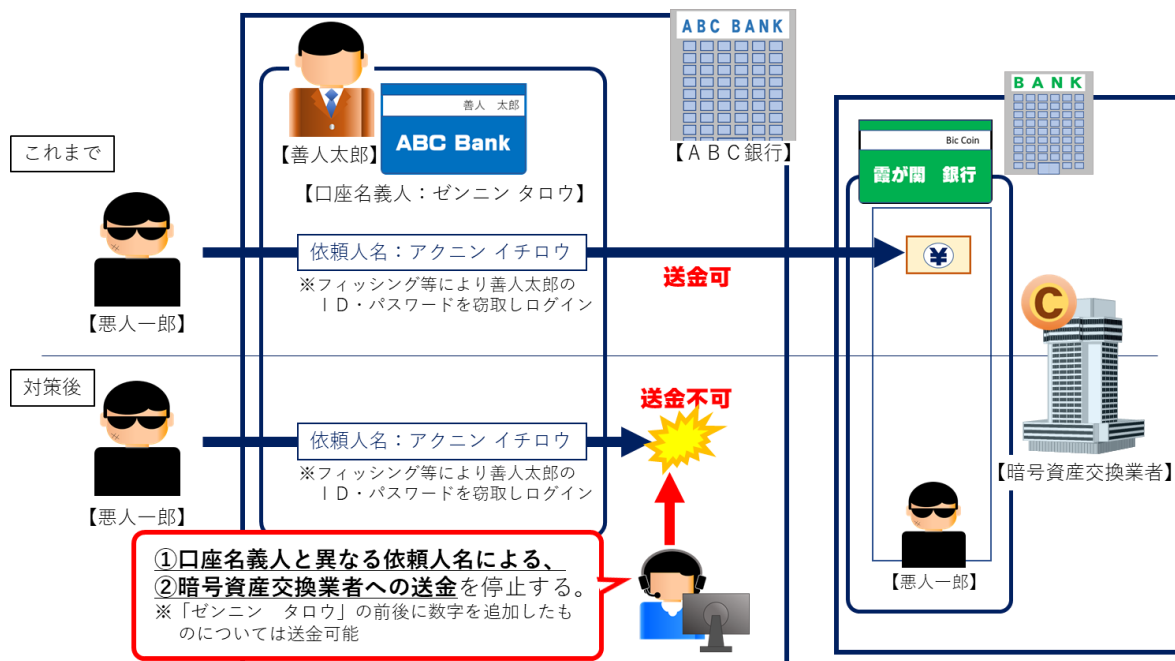 ABC BANK
BANK
善人　太郎
ABC Bank
【善人太郎】
【ＡＢＣ銀行】
【口座名義人：ゼンニン タロウ】
Bic Coin
霞が関　銀行
これまで
依頼人名：アクニン イチロウ
送金可
¥
※フィッシング等により善人太郎の
ＩＤ・パスワードを窃取しログイン
【悪人一郎】
C
対策後
送金不可
依頼人名：アクニン イチロウ
※フィッシング等により善人太郎の
ＩＤ・パスワードを窃取しログイン
【悪人一郎】
【暗号資産交換業者】
①口座名義人と異なる依頼人名による、
②暗号資産交換業者への送金を停止する。
※「ゼンニン　タロウ」の前後に数字を追加したも
のについては送金可能
【悪人一郎】